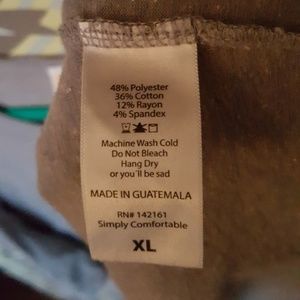 48% Polyester
36% Cotton
12% Rayon
4% Spandex
Machine Wash Cold
Do Not Bleach
Hang Dry
or you'll be sad
MADE IN GUATEMALA
RN# 142161
Simply Comfortable
XL